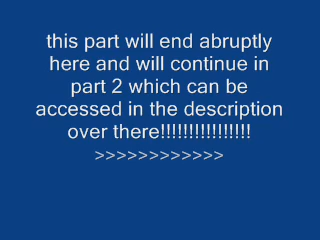 this part will end abruptly
here and will continue in
part 2 which can be
accessed in the description
over there!!!!!!!!!!!!!!!!
>>>>>>>>>>>>